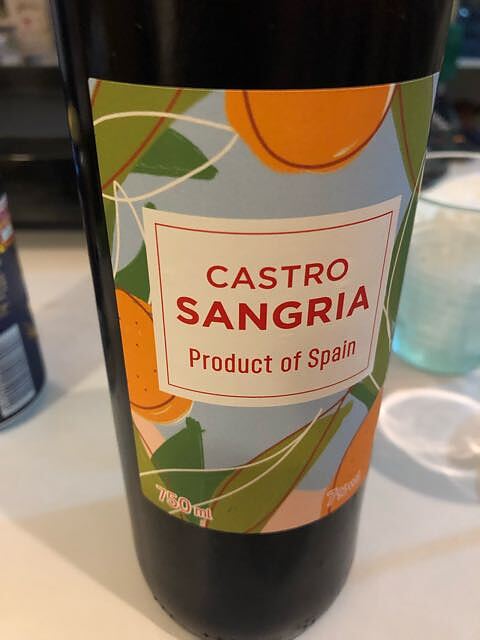 CASTRO
SANGRIA
Product of Spain
750 ml